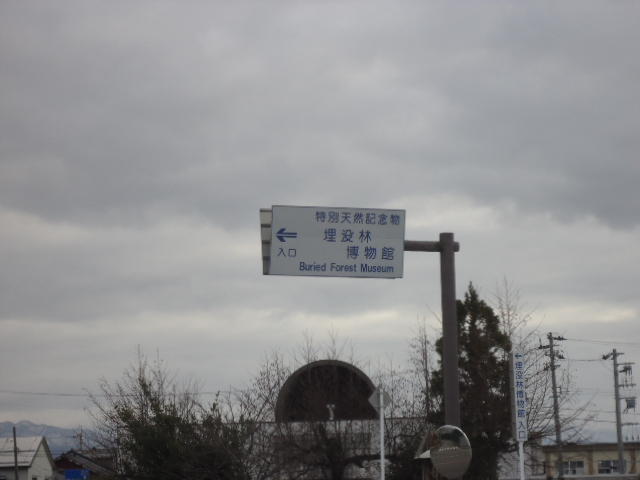 特別天然記念物
← 埋没林
入口 博物館
Buried Forest Museum
←埋没林博物館入口